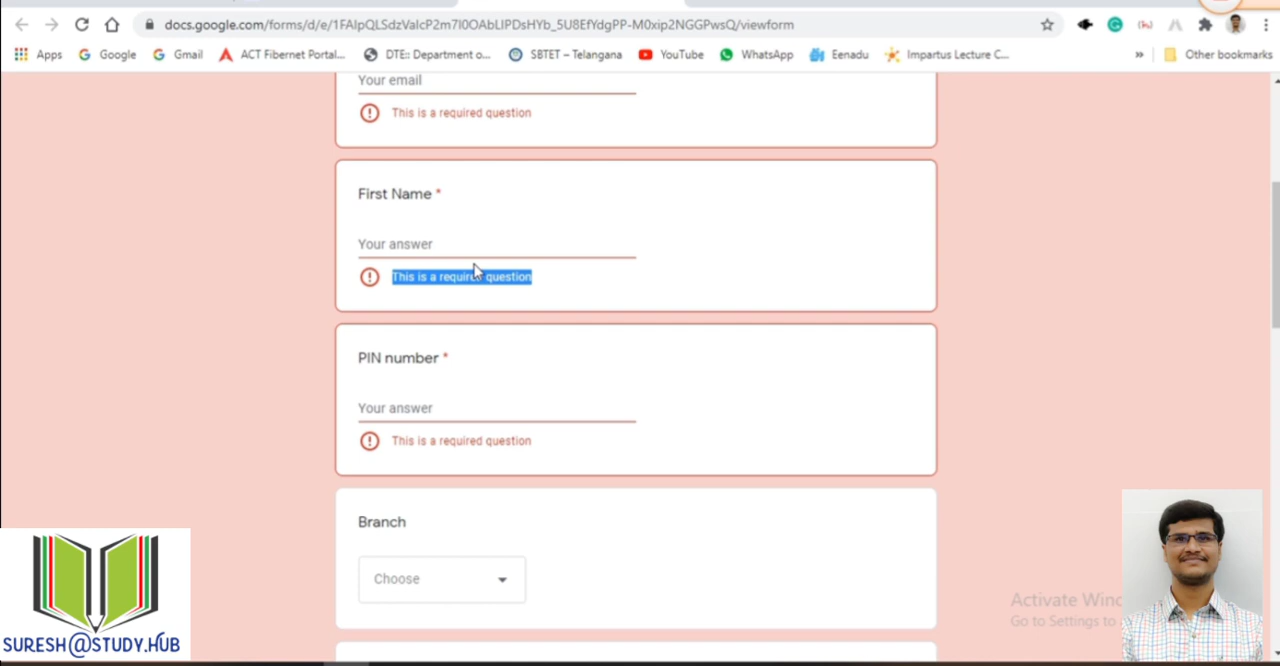 docs.google.com/forms/d/e/1FAIpQLSdzValcP2m7I0OAbLIPDsHYb_5U8EfYdgPP-M0xip2NGGPwsQ/viewform
Apps Google Gmail ACT Fibernet Portal... DTE:: Department o... SBTET – Telangana YouTube WhatsApp Eenadu Impartus Lecture C... » Other bookmarks
Your email
This is a required question
First Name *
Your answer
This is a required question
PIN number *
Your answer
This is a required question
Branch
Choose
Activate Winc
Go to Settings to
SURESH@STUDY.HUB